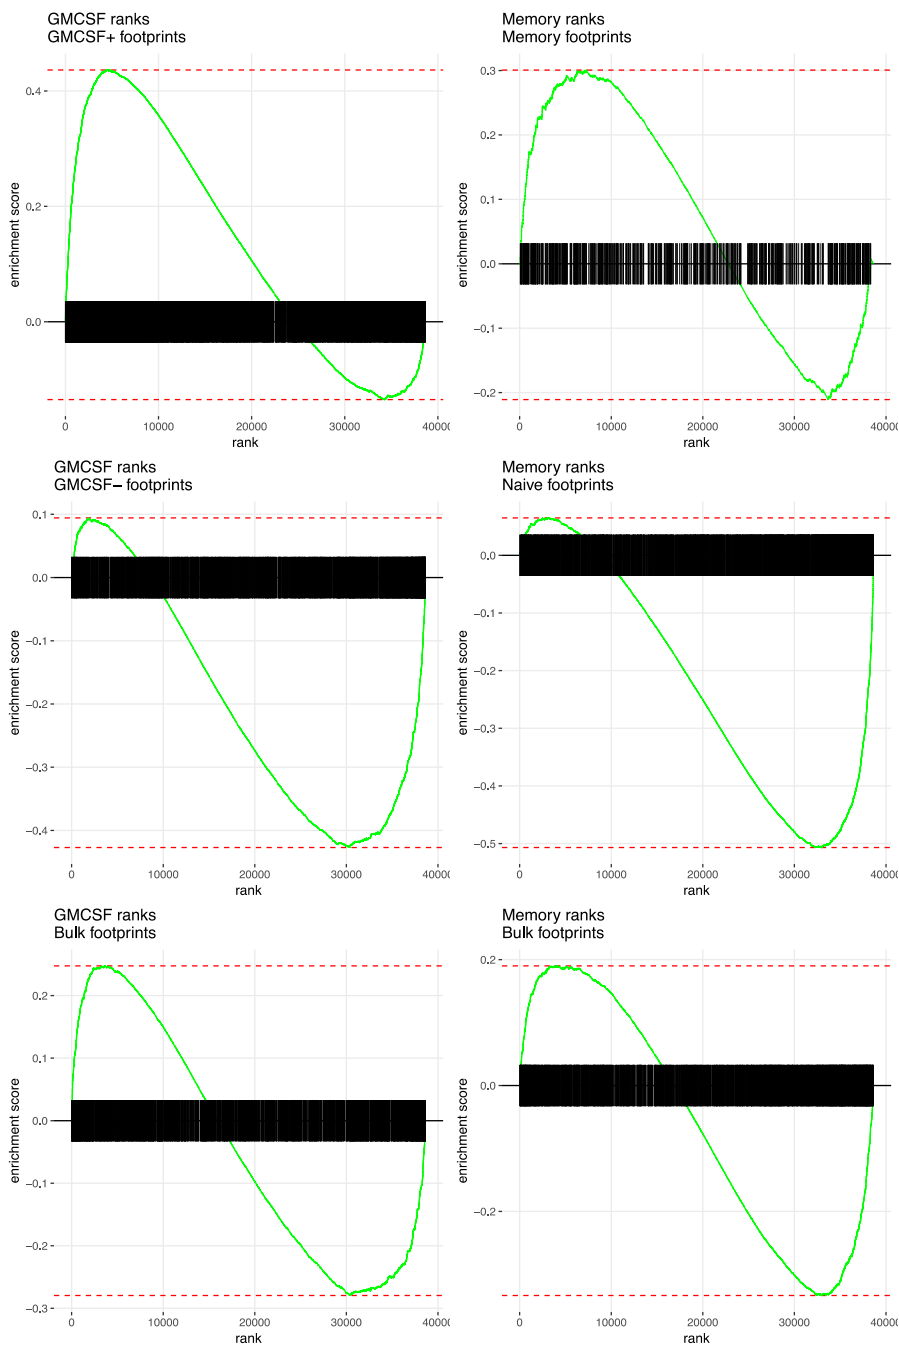 GMCSF ranks
GMCSF+ footprints
enrichment score
0.4
0.2
0.0
0 10000 20000 30000 40000
rank
Memory ranks
Memory footprints
enrichment score
0.3
0.2
0.1
0.0
−0.1
−0.2
0 10000 20000 30000 40000
rank
GMCSF ranks
GMCSF− footprints
enrichment score
0.1
0.0
−0.1
−0.2
−0.3
−0.4
0 10000 20000 30000 40000
rank
Memory ranks
Naive footprints
enrichment score
0.0
−0.1
−0.2
−0.3
−0.4
−0.5
0 10000 20000 30000 40000
rank
GMCSF ranks
Bulk footprints
enrichment score
0.2
0.1
0.0
−0.1
−0.2
−0.3
0 10000 20000 30000 40000
rank
Memory ranks
Bulk footprints
enrichment score
0.2
0.0
−0.2
0 10000 20000 30000 40000
rank